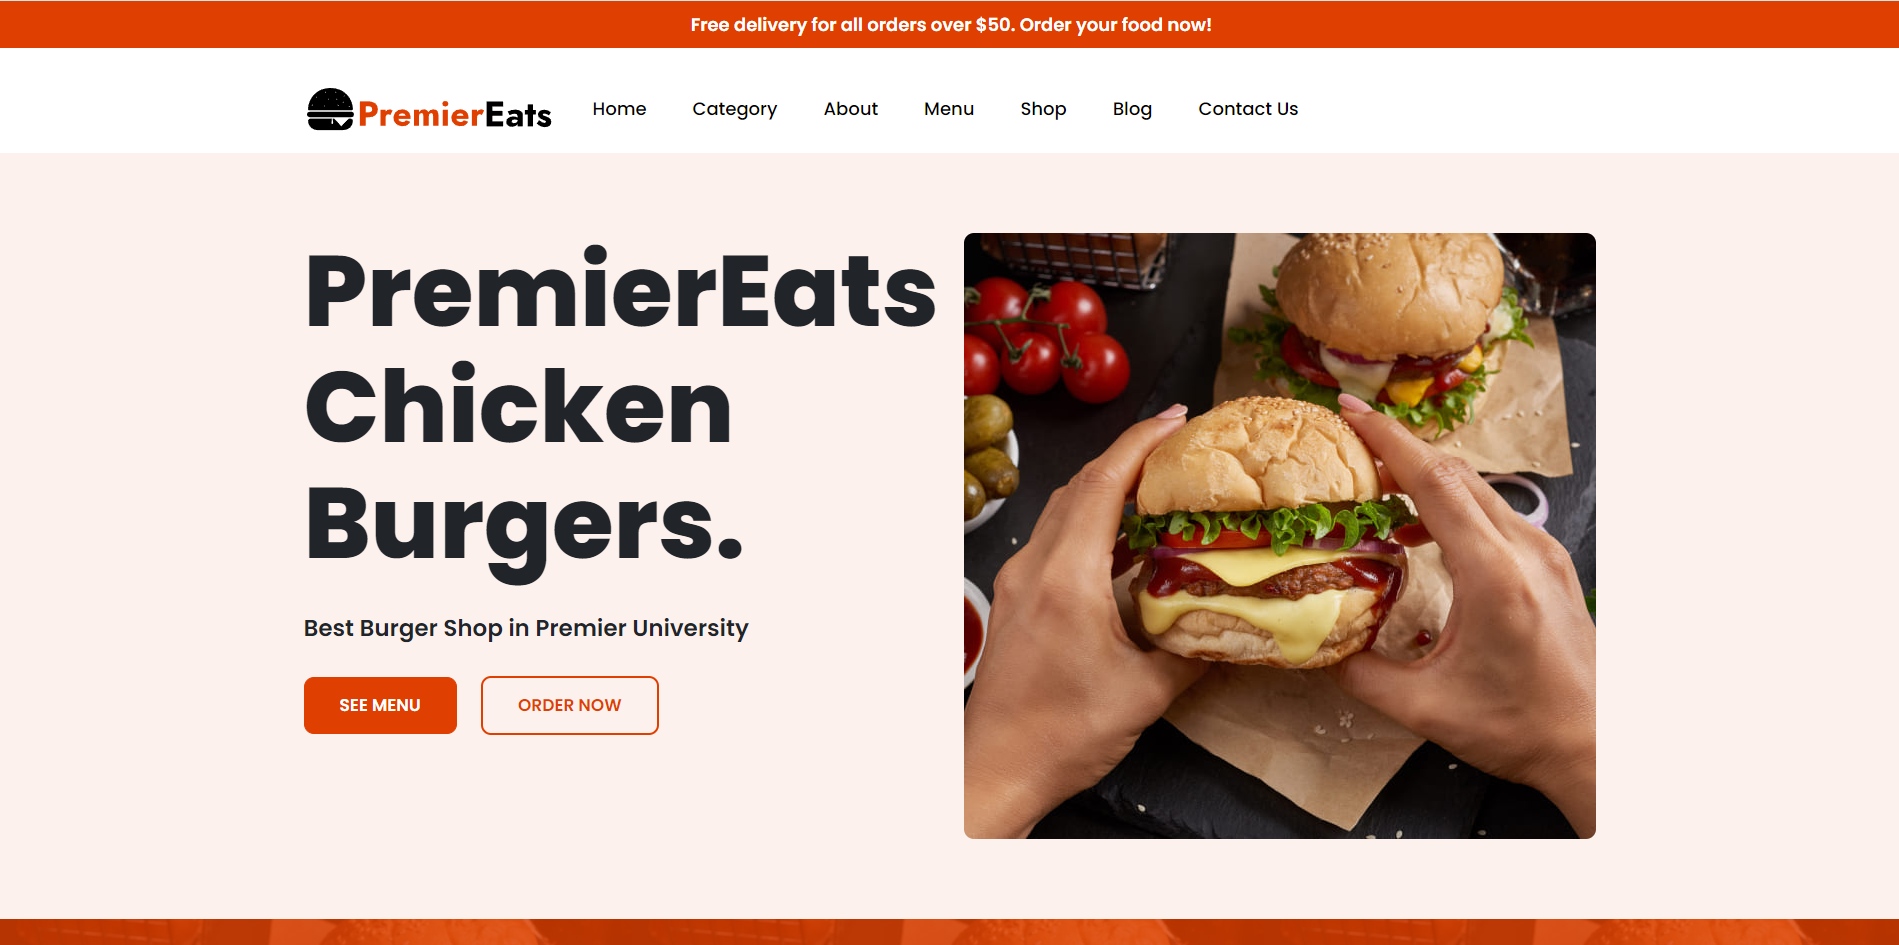 Free delivery for all orders over $50. Order your food now!
PremierEats
Home
Category
About
Menu
Shop
Blog
Contact Us
PremierEats
Chicken
Burgers.
Best Burger Shop in Premier University
SEE MENU
ORDER NOW